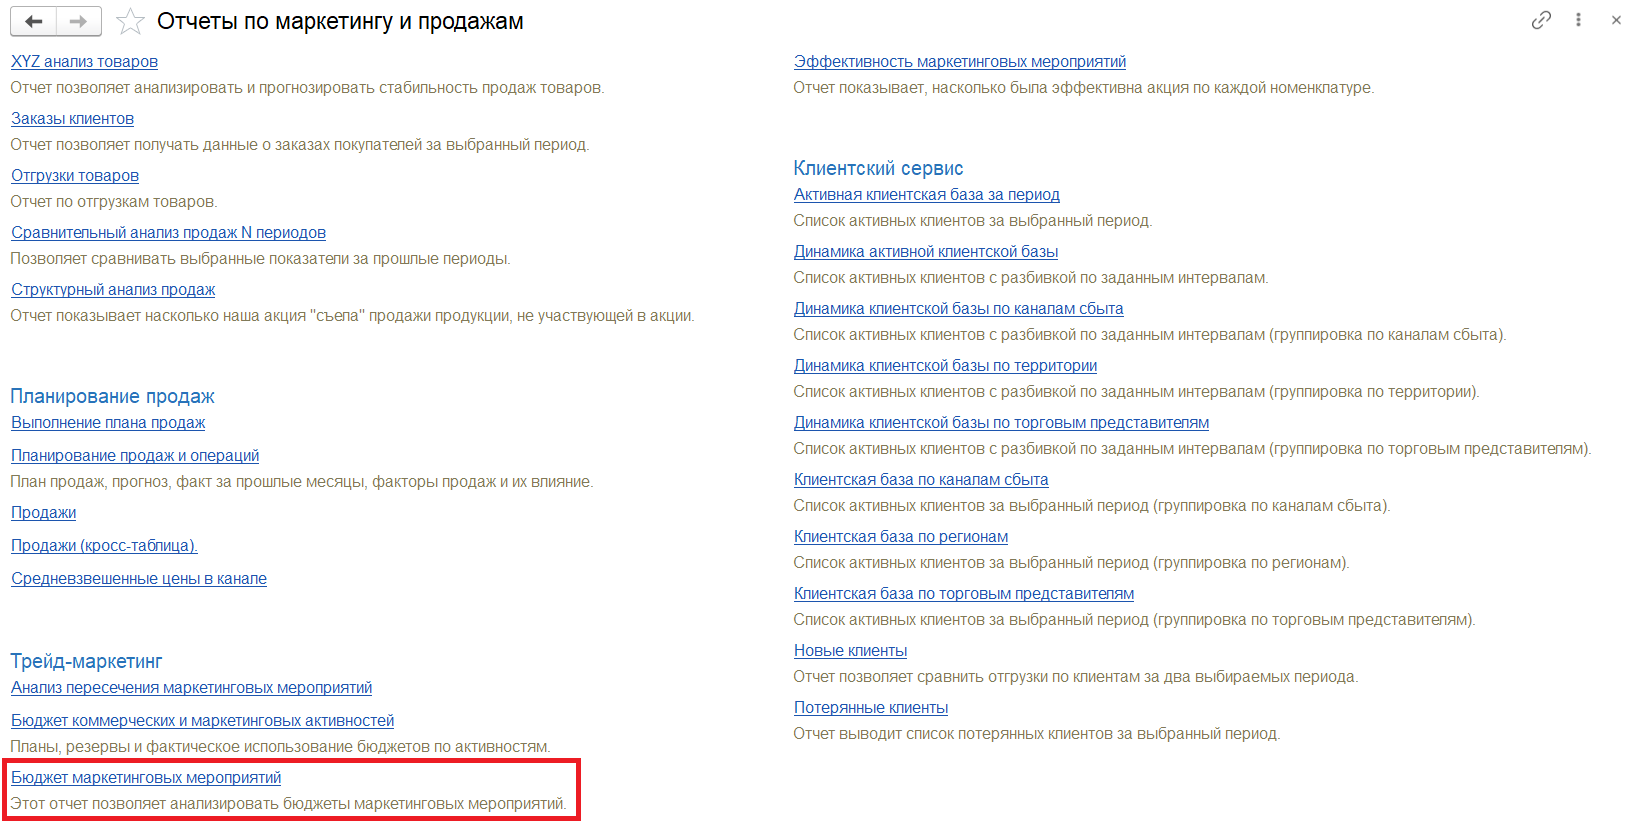 Отчеты по маркетингу и продажам
XYZ анализ товаров
Отчет позволяет анализировать и прогнозировать стабильность продаж товаров.
Заказы клиентов
Отчет позволяет получать данные о заказах покупателей за выбранный период.
Отгрузки товаров
Отчет по отгрузкам товаров.
Сравнительный анализ продаж N периодов
Позволяет сравнивать выбранные показатели за прошлые периоды.
Структурный анализ продаж
Отчет показывает насколько наша акция "съела" продажи продукции, не участвующей в акции.
Планирование продаж
Выполнение плана продаж
Планирование продаж и операций
План продаж, прогноз, факт за прошлые месяцы, факторы продаж и их влияние.
Продажи
Продажи (кросс-таблица).
Средневзвешенные цены в канале
Трейд-маркетинг
Анализ пересечения маркетинговых мероприятий
Бюджет коммерческих и маркетинговых активностей
Планы, резервы и фактическое использование бюджетов по активностям.
Бюджет маркетинговых мероприятий
Этот отчет позволяет анализировать бюджеты маркетинговых мероприятий.
Эффективность маркетинговых мероприятий
Отчет показывает, насколько была эффективна акция по каждой номенклатуре.
Клиентский сервис
Активная клиентская база за период
Список активных клиентов за выбранный период.
Динамика активной клиентской базы
Список активных клиентов с разбивкой по заданным интервалам.
Динамика клиентской базы по каналам сбыта
Список активных клиентов с разбивкой по заданным интервалам (группировка по каналам сбыта).
Динамика клиентской базы по территории
Список активных клиентов с разбивкой по заданным интервалам (группировка по территории).
Динамика клиентской базы по торговым представителям
Список активных клиентов с разбивкой по заданным интервалам (группировка по торговым представителям).
Клиентская база по каналам сбыта
Список активных клиентов за выбранный период (группировка по каналам сбыта).
Клиентская база по регионам
Список активных клиентов за выбранный период (группировка по регионам).
Клиентская база по торговым представителям
Список активных клиентов за выбранный период (группировка по торговым представителям).
Новые клиенты
Отчет позволяет сравнить отгрузки по клиентам за два выбираемых периода.
Потерянные клиенты
Отчет выводит список потерянных клиентов за выбранный период.